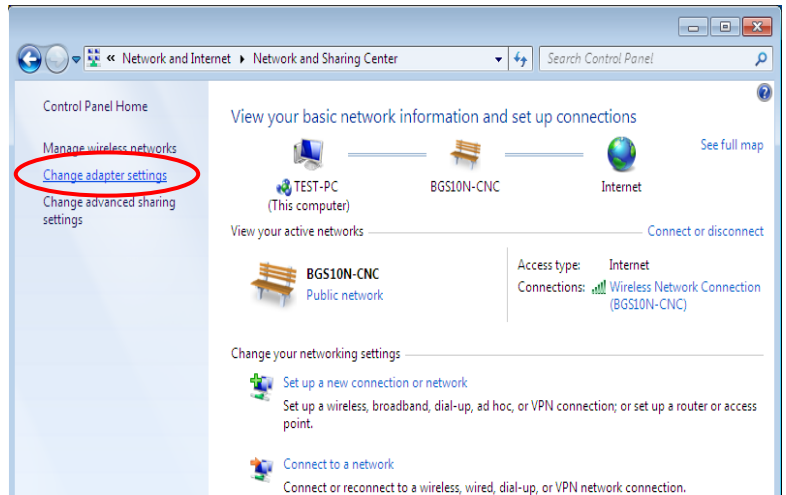 « Network and Internet ▸ Network and Sharing Center
Search Control Panel
Control Panel Home
Manage wireless networks
Change adapter settings
Change advanced sharing
settings
View your basic network information and set up connections
See full map
TEST-PC
(This computer)
BGS10N-CNC
Internet
View your active networks
Connect or disconnect
BGS10N-CNC
Public network
Access type: Internet
Connections: Wireless Network Connection
(BGS10N-CNC)
Change your networking settings
Set up a new connection or network
Set up a wireless, broadband, dial-up, ad hoc, or VPN connection; or set up a router or access
point.
Connect to a network
Connect or reconnect to a wireless, wired, dial-up, or VPN network connection.